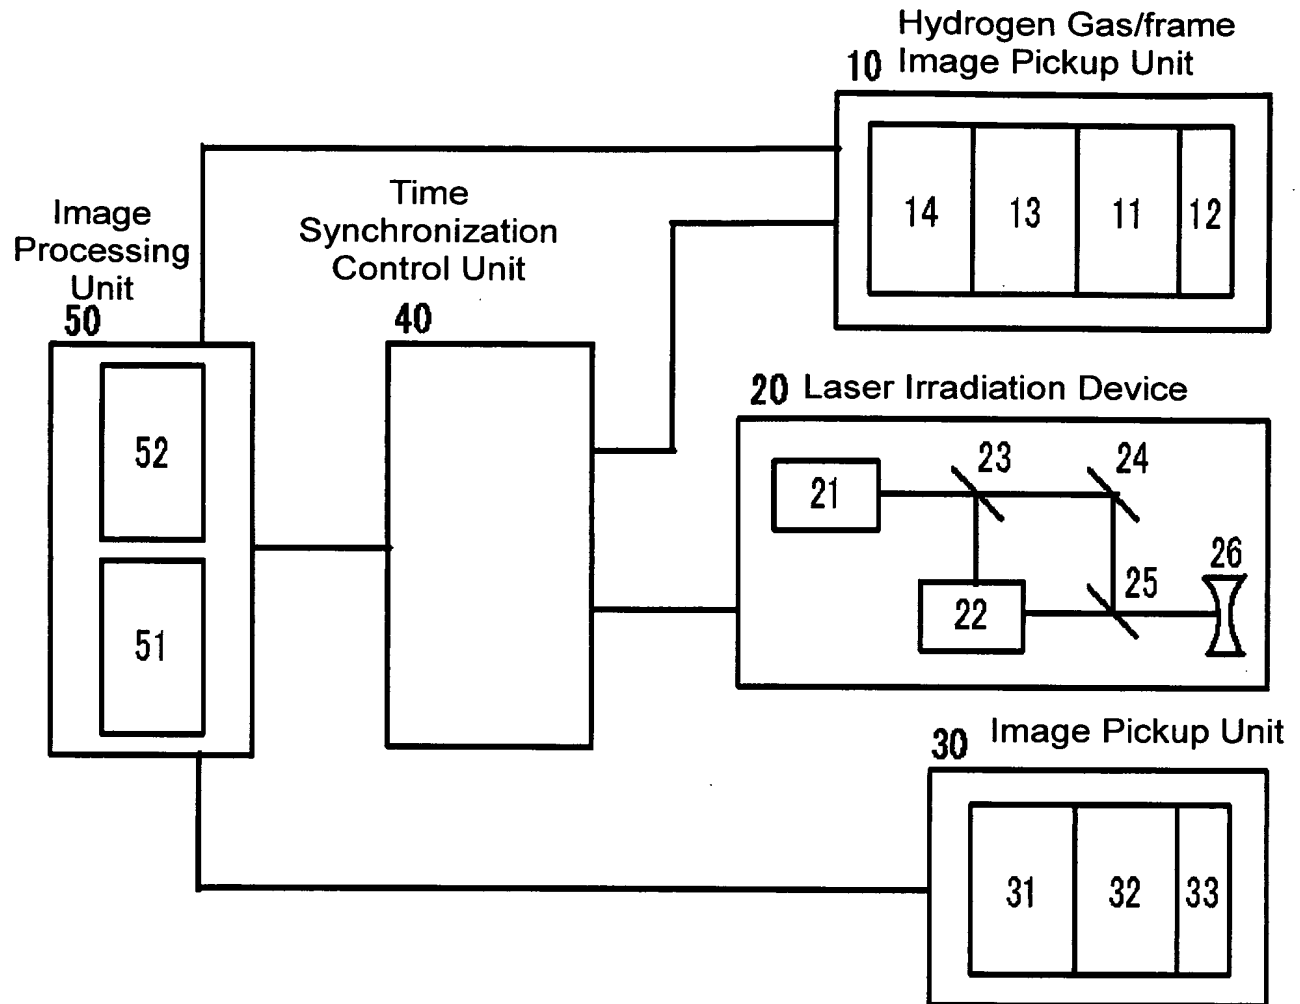 Hydrogen Gas/frame
10 Image Pickup Unit
14 13 11 12
Time
Synchronization
Control Unit
40
Image
Processing
Unit
50
52
51
20 Laser Irradiation Device
21
23
24
22
25
26
Image Pickup Unit
30
31 32 33